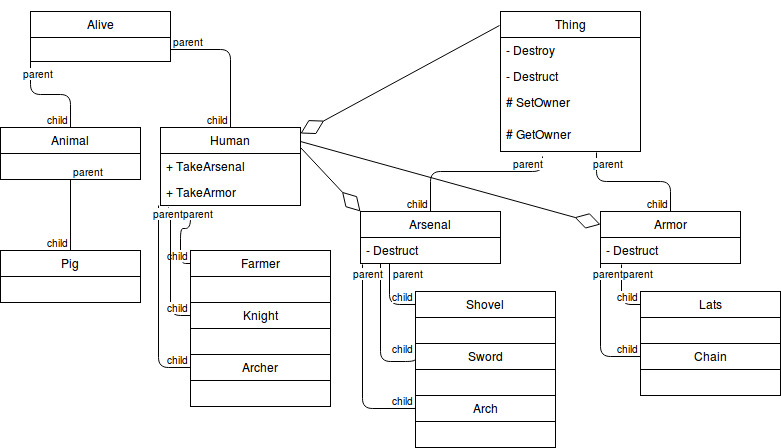 Alive
Thing
parent
- Destroy
parent
- Destruct
# SetOwner
child
child
# GetOwner
Animal
Human
parent
parent
parent
+ TakeArsenal
+ TakeArmor
child
child
parentparent
Arsenal
Armor
child
- Destruct
- Destruct
child
Pig
Farmer
parent
parent
parentparent
child
Shovel
child
Lats
child
Knight
child
Sword
child
Chain
child
Archer
child
Arch